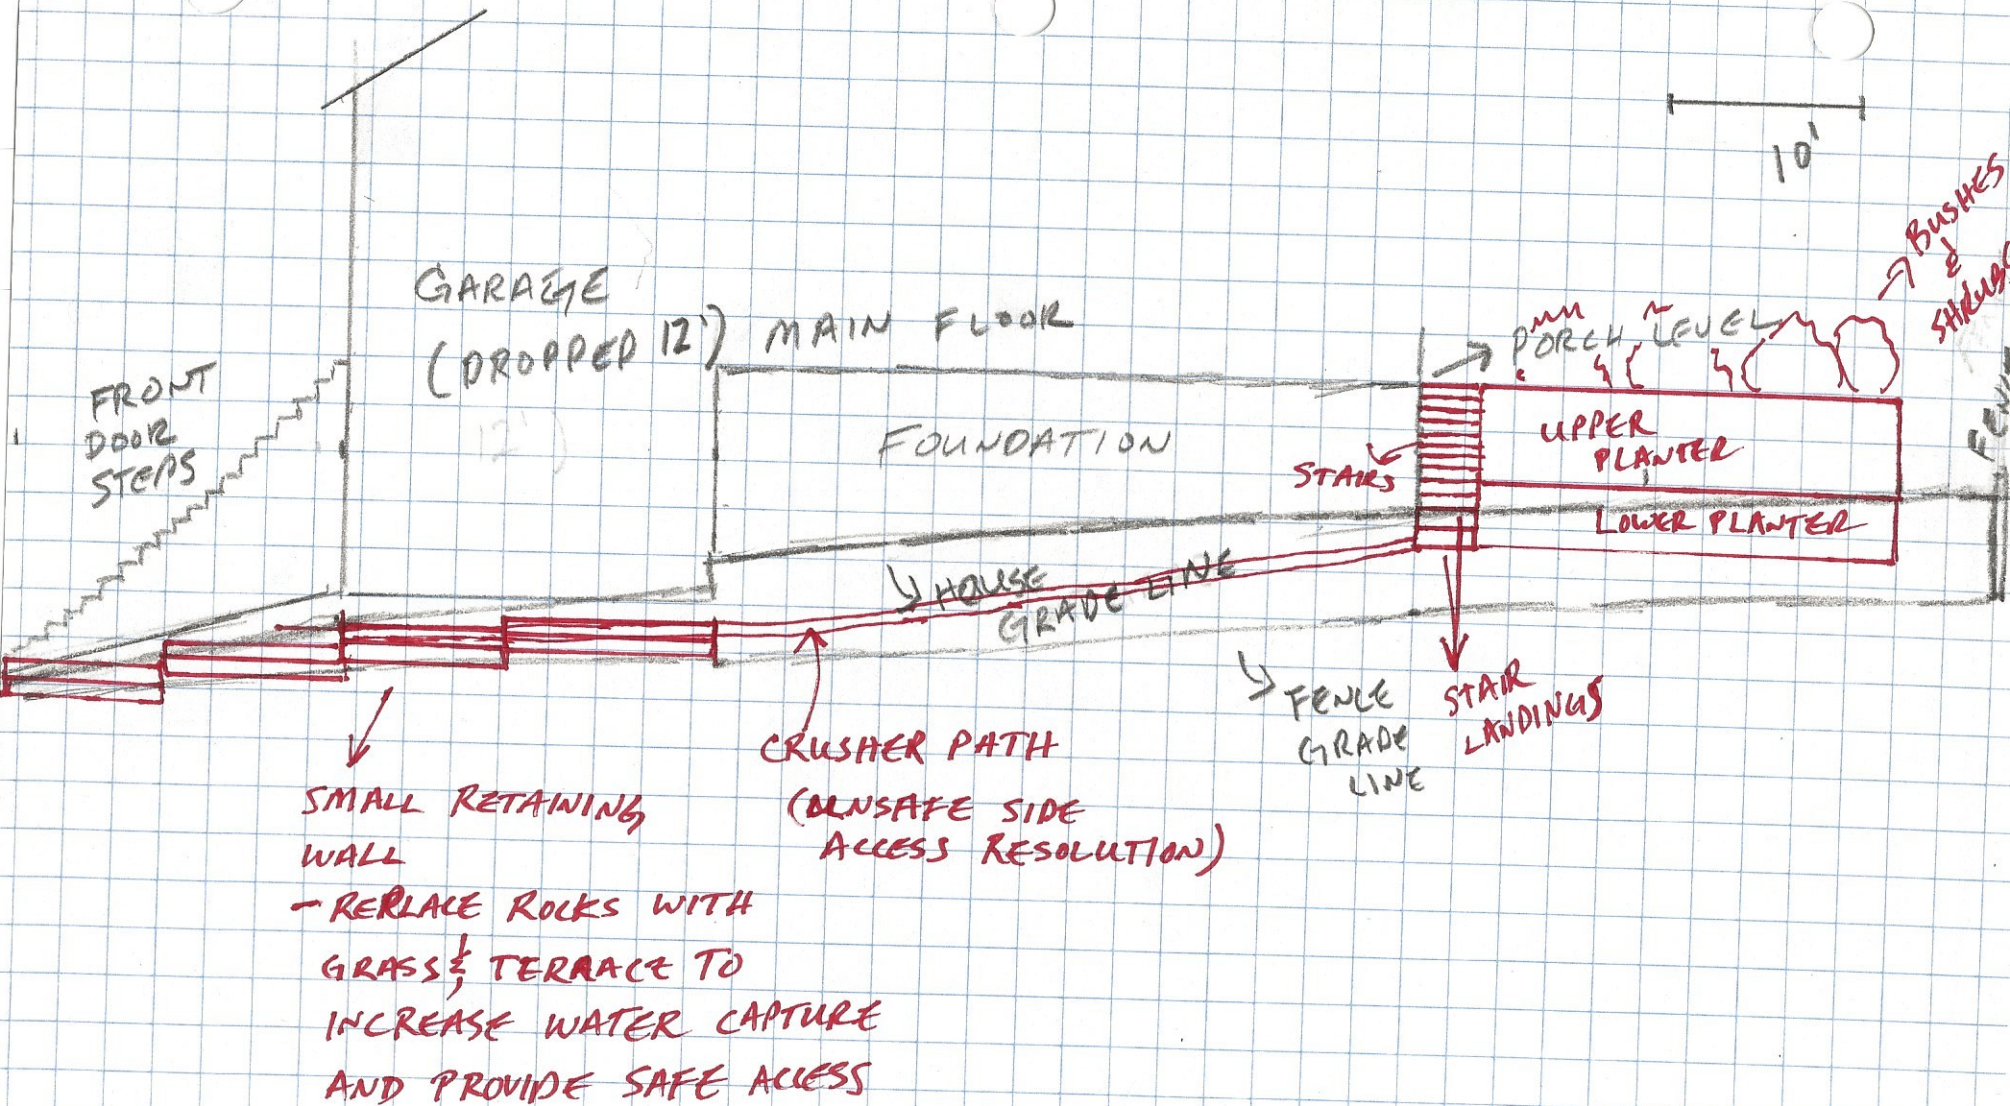 10'
BUSHES
&
SHRUBS
GARAGE
(DROPPED 12')
MAIN FLOOR
PORCH LEVEL
FRONT
DOOR
STEPS
12')
FOUNDATION
STAIRS
UPPER
PLANTER
LOWER PLANTER
HOUSE
GRADE LINE
FENCE
GRADE
LINE
STAIR
LANDINGS
CRUSHER PATH
(UNSAFE SIDE
ACCESS RESOLUTION)
SMALL RETAINING
WALL
- REPLACE ROCKS WITH
GRASS & TERRACE TO
INCREASE WATER CAPTURE
AND PROVIDE SAFE ACCESS